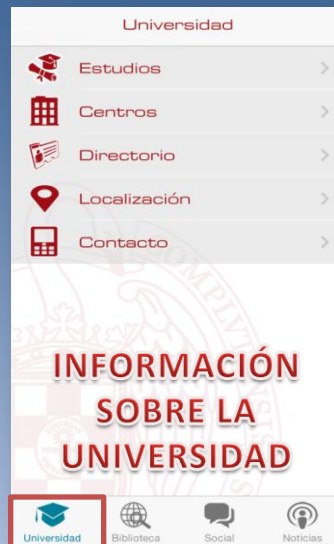 Universidad
Estudios
Centros
Directorio
Localización
Contacto
INFORMACIÓN
SOBRE LA
UNIVERSIDAD
Universidad Biblioteca Social Noticias